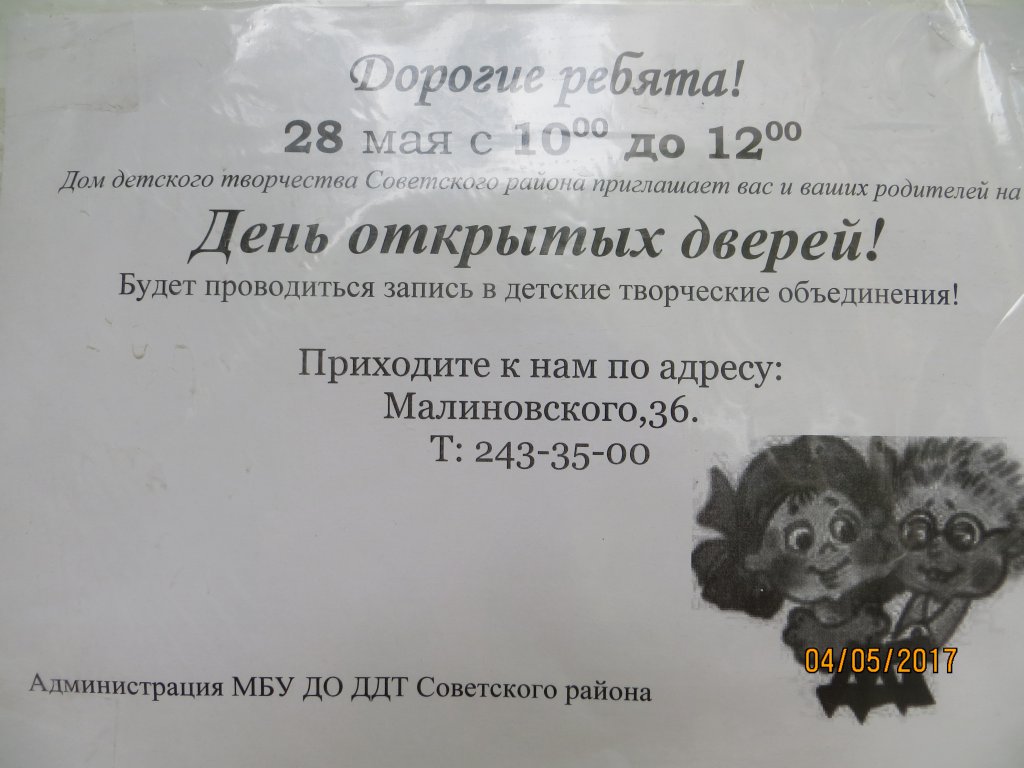 Дорогие ребята!
28 мая с 10⁰⁰ до 12⁰⁰
Дом детского творчества Советского района приглашает вас и ваших родителей на
День открытых дверей!
Будет проводиться запись в детские творческие объединения!
Приходите к нам по адресу:
Малиновского,36.
Т: 243-35-00
04/05/2017
Администрация МБУ ДО ДДТ Советского района